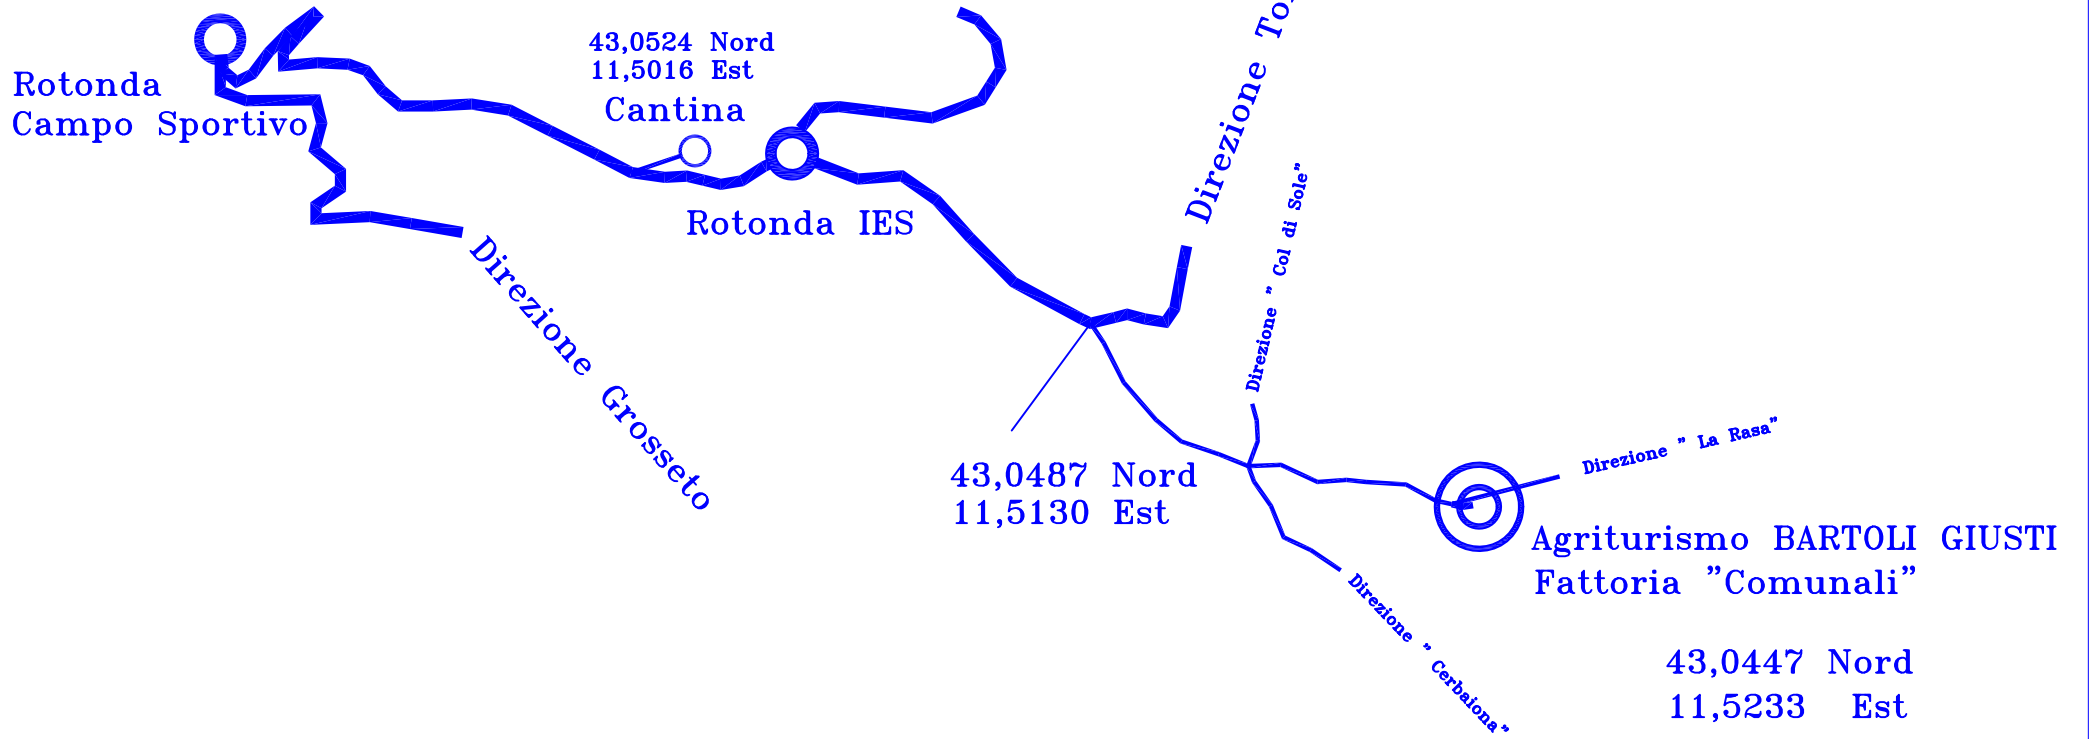 43,0524 Nord
11,5016 Est
Cantina
Rotonda
Campo Sportivo
Rotonda IES
Direzione
Direzione " Col di Sole"
Direzione Grosseto
43,0487 Nord
11,5130 Est
Direzione " La Rasa"
Agriturismo BARTOLI GIUSTI
Fattoria "Comunali"
Direzione " Cerbaiona"
43,0447 Nord
11,5233 Est